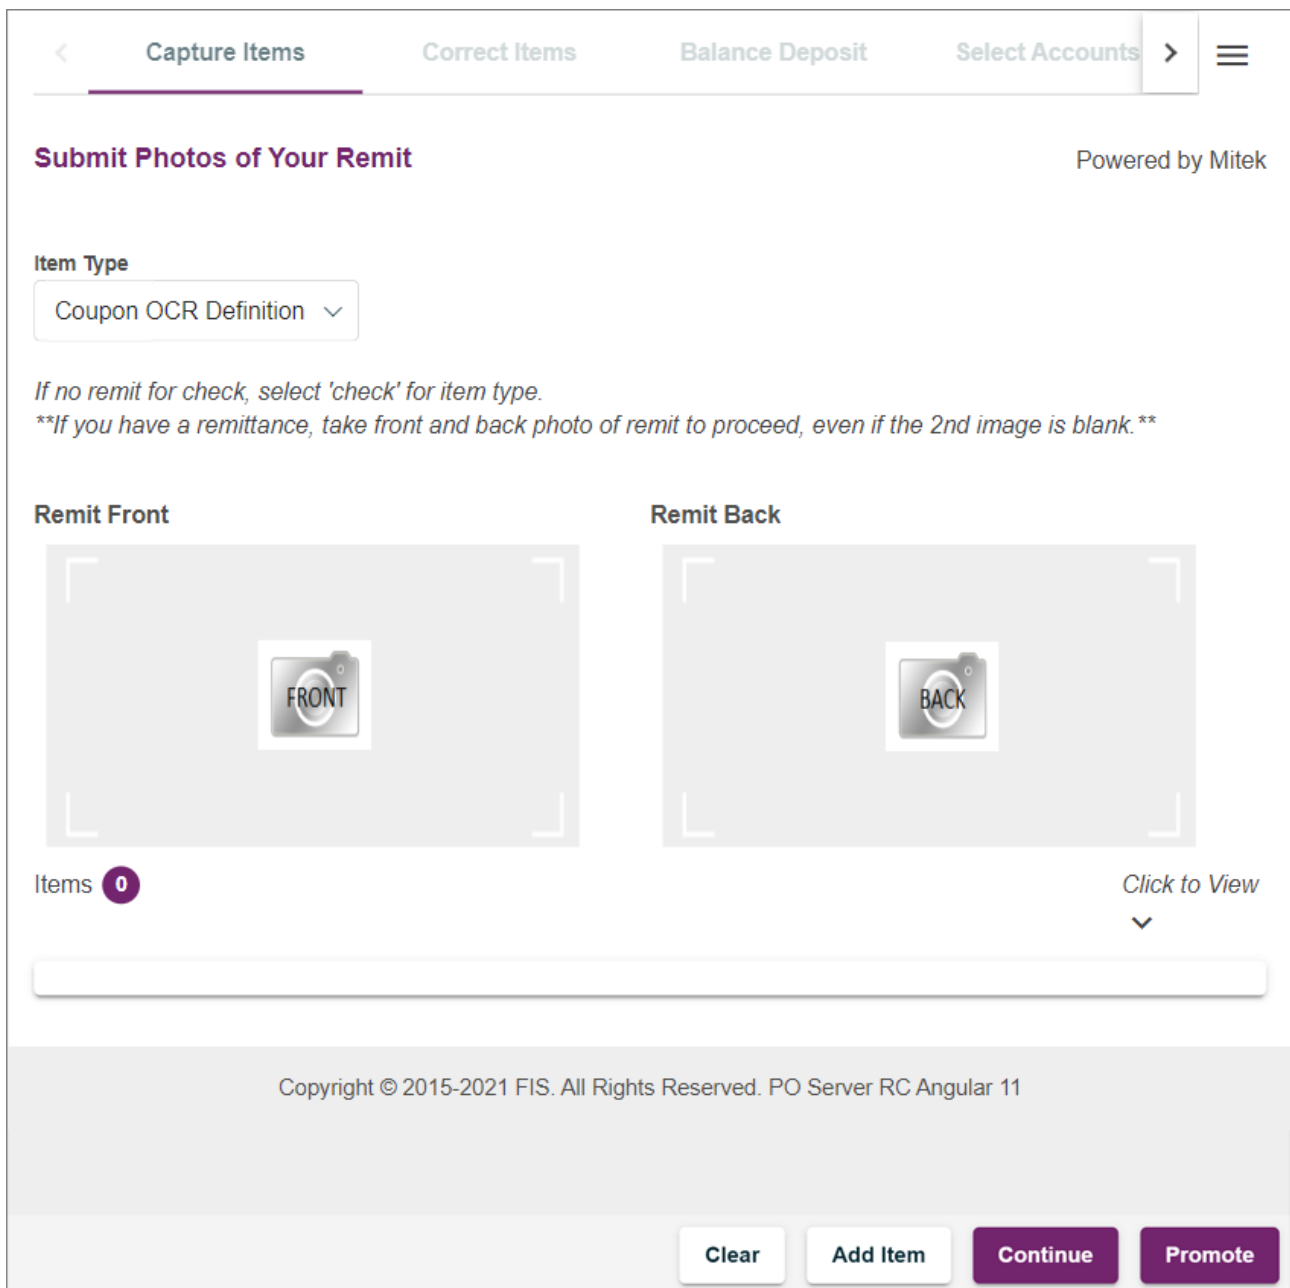 Capture Items Correct Items Balance Deposit Select Accounts
Submit Photos of Your Remit Powered by Mitek
Item Type
Coupon OCR Definition
If no remit for check, select 'check' for item type.
**If you have a remittance, take front and back photo of remit to proceed, even if the 2nd image is blank.**
Remit Front Remit Back
FRONT BACK
Items 0 Click to View
Copyright © 2015-2021 FIS. All Rights Reserved. PO Server RC Angular 11
Clear Add Item Continue Promote